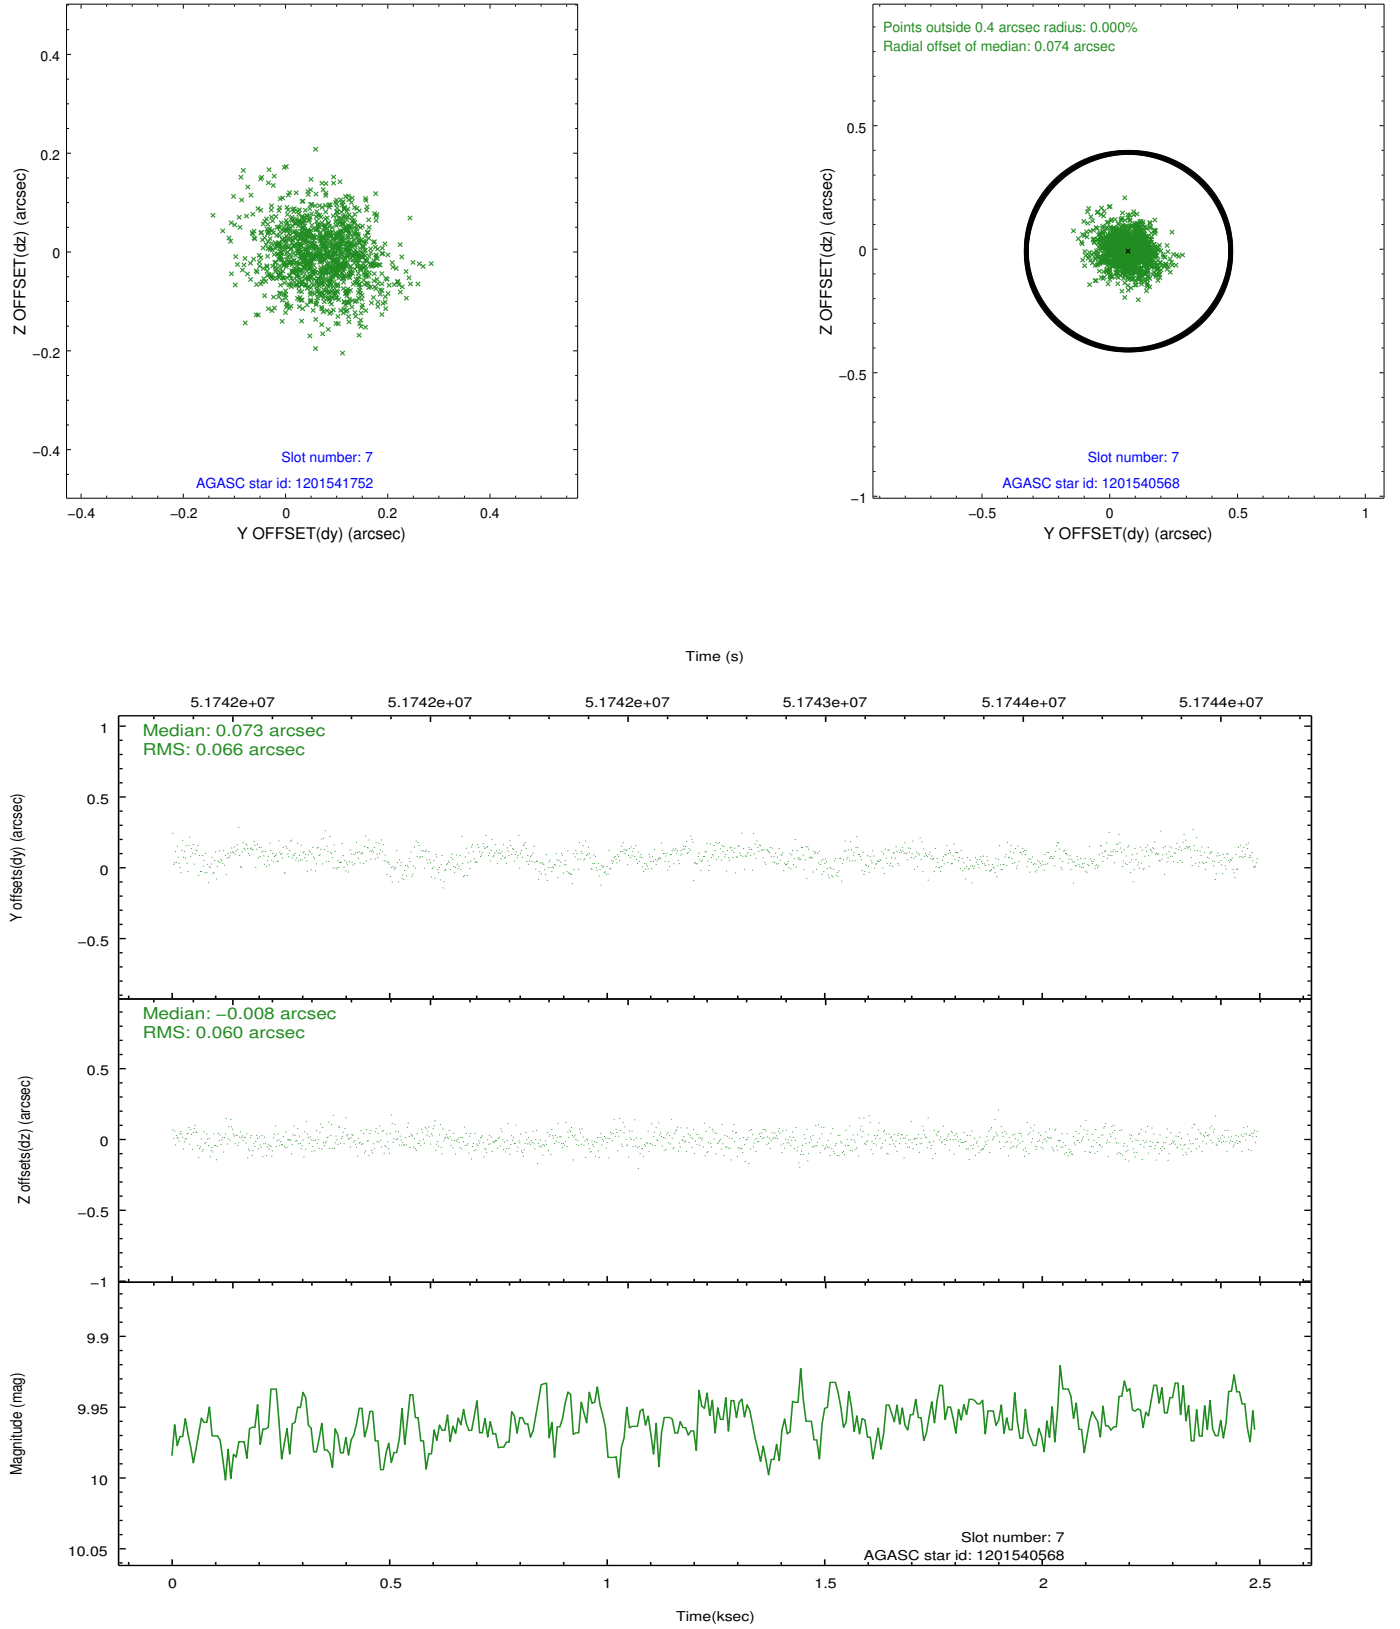 0.4
0.2
0
−0.2
−0.4
Z OFFSET(dz) (arcsec)
Slot number: 7
AGASC star id: 1201541752
−0.4 −0.2 0 0.2 0.4
Y OFFSET(dy) (arcsec)
Points outside 0.4 arcsec radius: 0.000%
Radial offset of median: 0.074 arcsec
0.5
0
−0.5
−1
Z OFFSET(dz) (arcsec)
Slot number: 7
AGASC star id: 1201540568
−0.5 0 0.5 1
Y OFFSET(dy) (arcsec)
Time (s)
5.1742e+07 5.1742e+07 5.1742e+07 5.1743e+07 5.1744e+07 5.1744e+07
Median: 0.073 arcsec
RMS: 0.066 arcsec
1
0.5
0
−0.5
Y offsets(dy) (arcsec)
Median: −0.008 arcsec
RMS: 0.060 arcsec
0.5
0
−0.5
−1
Z offsets(dz) (arcsec)
9.9
9.95
10
10.05
Magnitude (mag)
Slot number: 7
AGASC star id: 1201540568
0 0.5 1 1.5 2 2.5
Time(ksec)